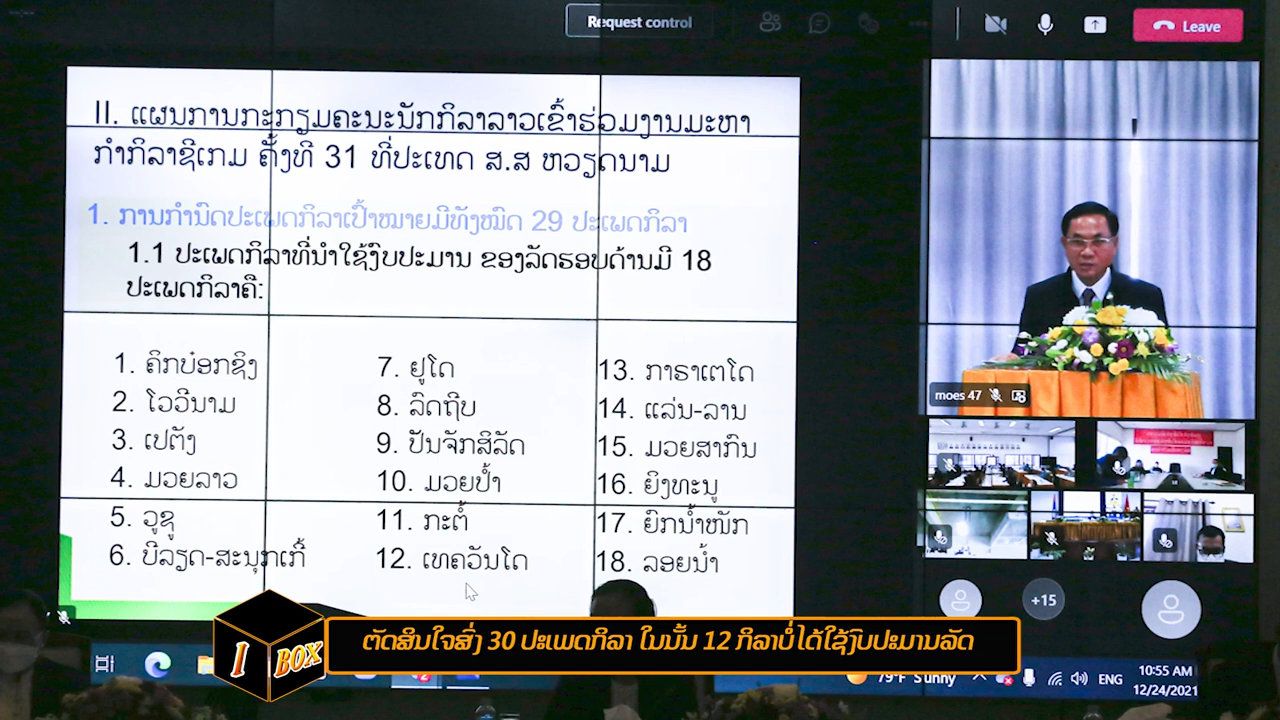 Request control
Leave
II. ແຜນການກະກຽມຄະນະນັກກິລາລາວເຂົ້າຮ່ວມງານມະຫາ
ກຳກິລາຊີເກມ ຄັ້ງທີ 31 ທີ່ປະເທດ ສ.ສ ຫວຽດນາມ
1. ການກຳນົດປະເພດກິລາເປົ້າໝາຍມີທັງໝົດ 29 ປະເພດກິລາ
1.1 ປະເພດກິລາທີ່ນຳໃຊ້ງົບປະມານ ຂອງລັດຮອບດ້ານມີ 18
ປະເພດກິລາຄື:
1. ຄິກບ໋ອກຊິງ
2. ໂວວີນາມ
3. ເປຕັງ
4. ມວຍລາວ
5. ວູຊູ
6. ບີລຽດ-ສະນຸກເກີ້
7. ຢູໂດ
8. ລົດຖີບ
9. ປັນຈັກສິລັດ
10. ມວຍປ້ຳ
11. ກະຕໍ້
12. ເທຄວັນໂດ
13. ກາຣາເຕໂດ
14. ແລ່ນ-ລານ
15. ມວຍສາກົນ
16. ຍິງທະນູ
17. ຍົກນ້ຳໜັກ
18. ລອຍນ້ຳ
moes 47
+15
I BOX
ຕັດສິນໃຈສົ່ງ 30 ປະເພດກິລາ ໃນນັ້ນ 12 ກິລາບໍ່ໄດ້ໃຊ້ງົບປະມານລັດ
79°F Sunny
ENG
10:55 AM
12/24/2021